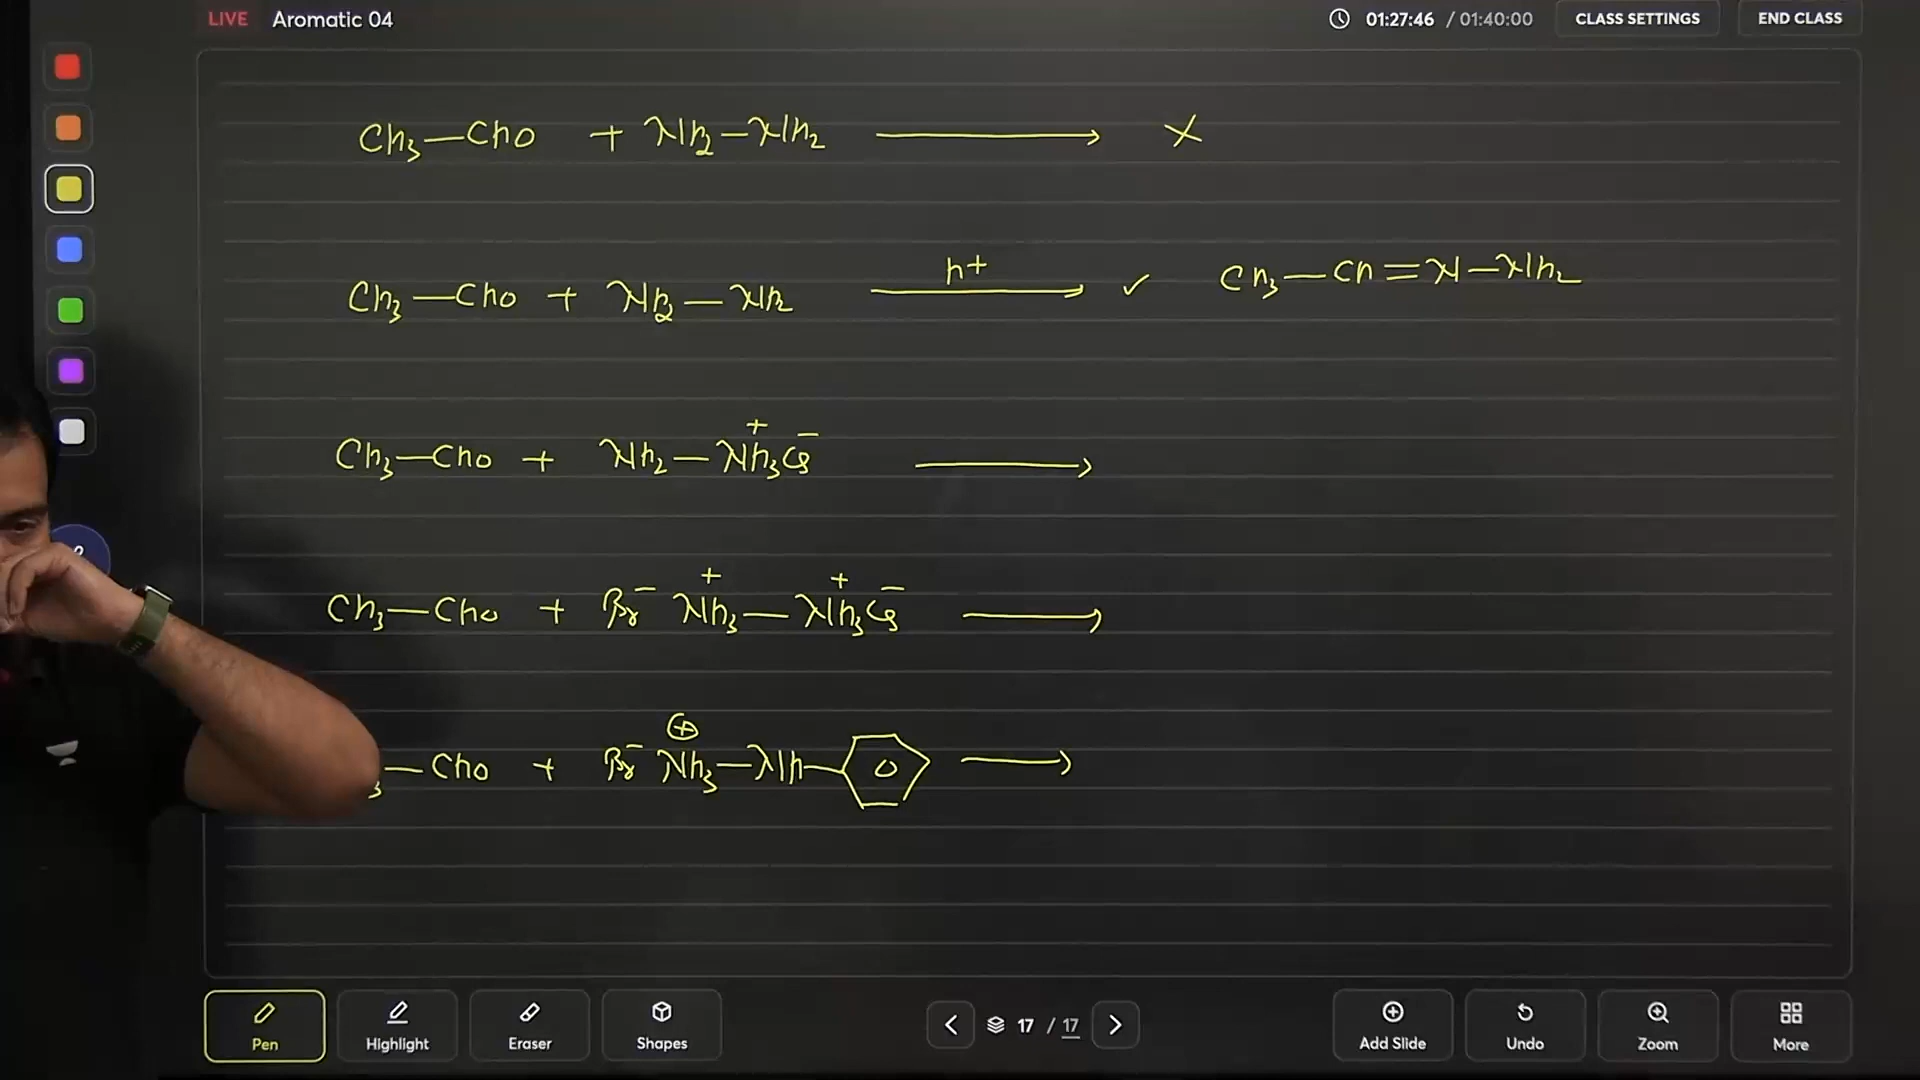 LIVE Aromatic 04 01:27:46 / 01:40:00 CLASS SETTINGS END CLASS
CH3—CHO + NH2—NH2 ⟶ X
CH3—CHO + NH2—NH2 ⟶ H+ ✓ CH3—CH=N—NH2
CH3—CHO + NH2—N⁺H3Cl⁻ ⟶
CH3—CHO + Br⁻ N⁺H3—N⁺H3Cl⁻ ⟶
3—CHO + Br⁻ N⊕H3—NH— ⟶
Pen Highlight Eraser Shapes 17 / 17 Add Slide Undo Zoom More